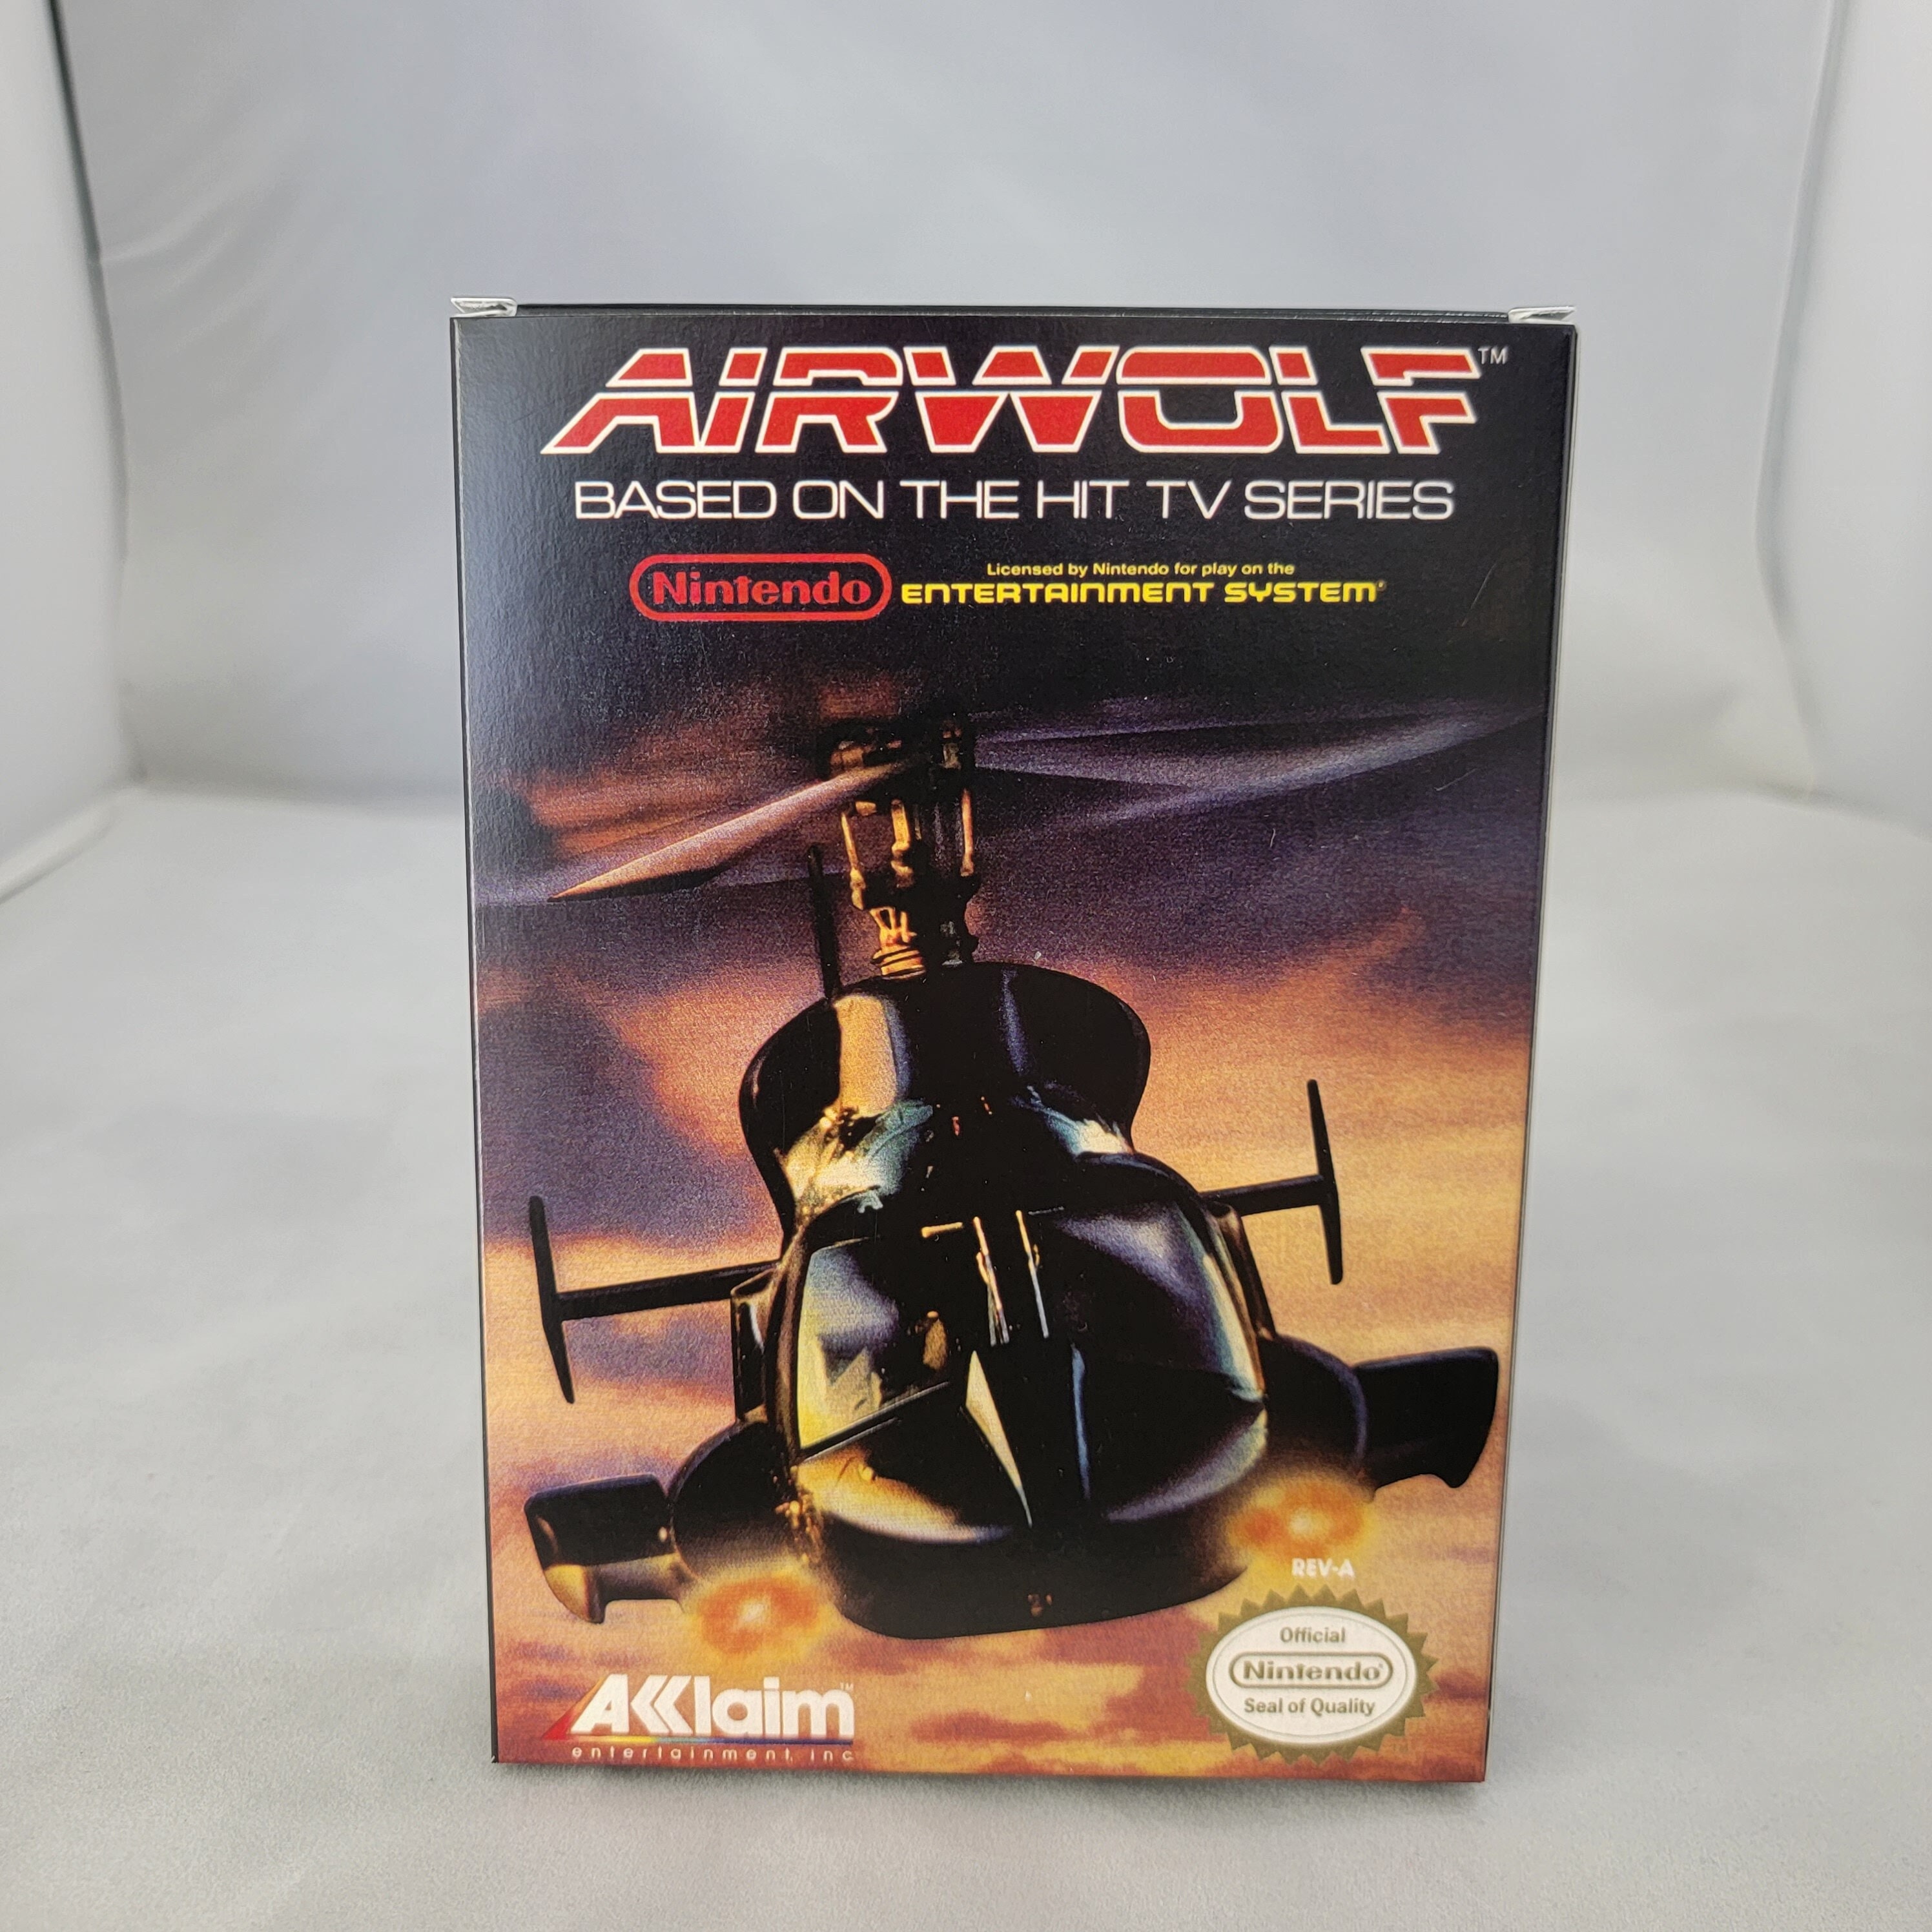 AIRWOLF™
BASED ON THE HIT TV SERIES
Nintendo
Licensed by Nintendo for play on the
ENTERTAINMENT SYSTEM®
REV-A
Official
Nintendo®
Seal of Quality
AKKlaim™
entertainment, inc